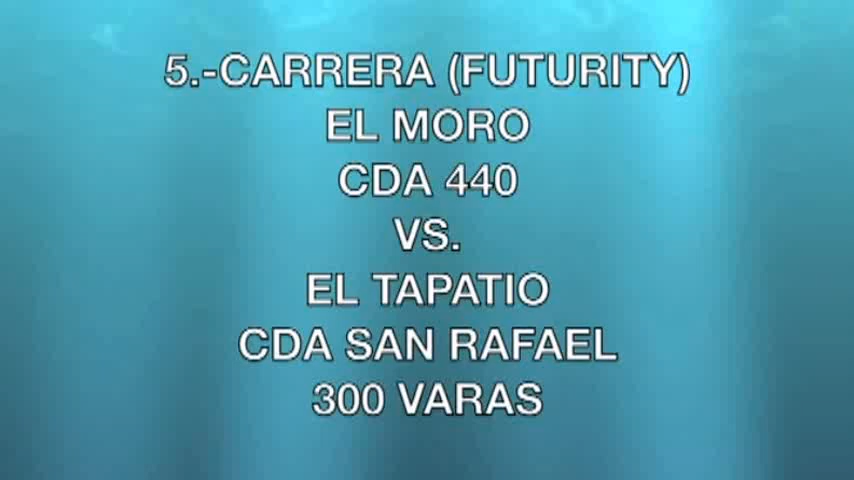 5.-CARRERA (FUTURITY)
EL MORO
CDA 440
VS.
EL TAPATIO
CDA SAN RAFAEL
300 VARAS